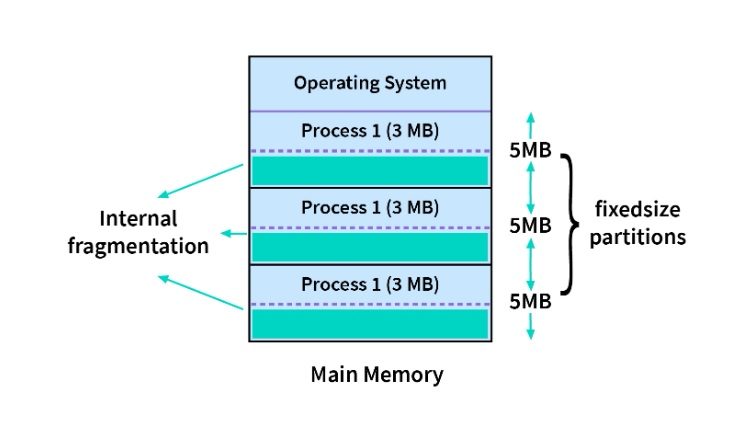 Operating System
Process 1 (3 MB)
5MB
Process 1 (3 MB)
5MB
Process 1 (3 MB)
5MB
Internal
fragmentation
fixedsize
partitions
Main Memory